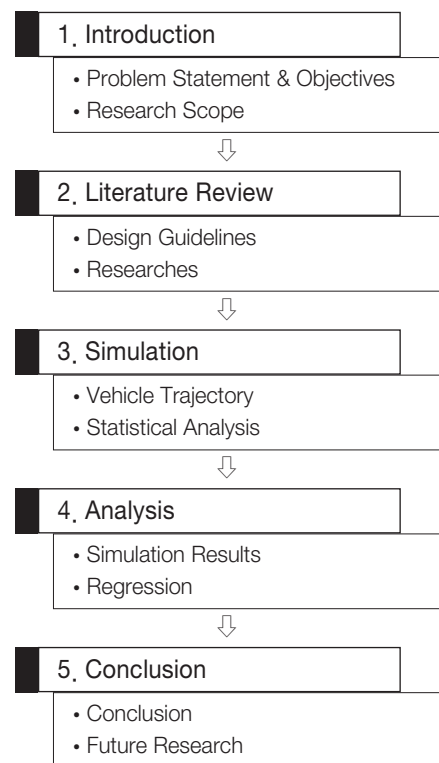 1. Introduction
• Problem Statement & Objectives
• Research Scope
2. Literature Review
• Design Guidelines
• Researches
3. Simulation
• Vehicle Trajectory
• Statistical Analysis
4. Analysis
• Simulation Results
• Regression
5. Conclusion
• Conclusion
• Future Research